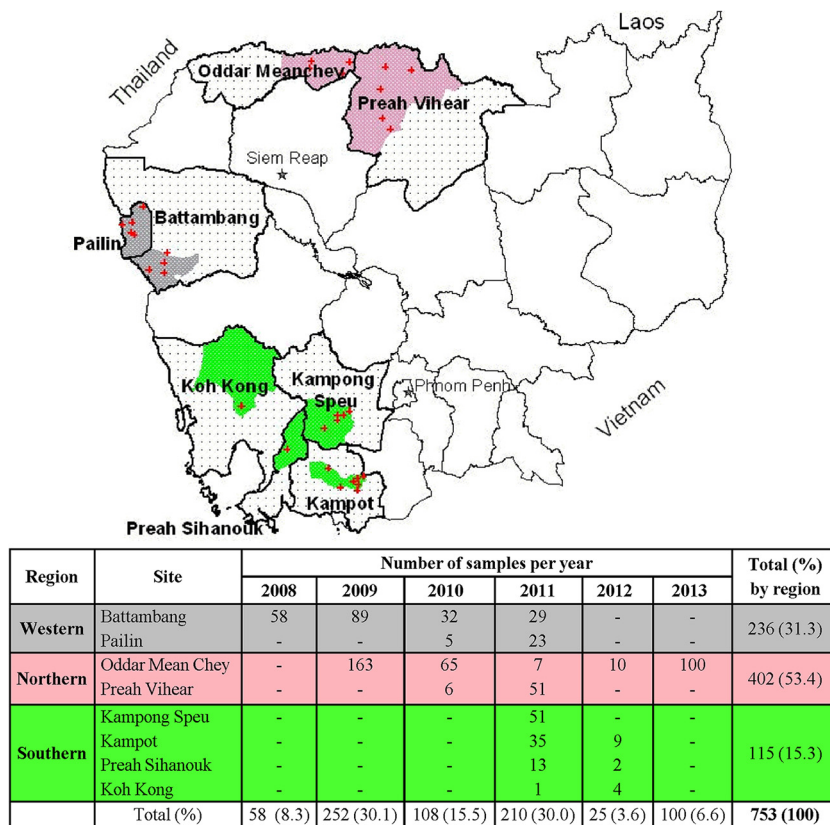 Laos
Thailand
Oddar Meanchey
Preah Vihear
Siem Reap
Battambang
Pailin
Koh Kong
Kampong
Speu
Phnom Penh
Vietnam
Kampot
Preah Sihanouk
Region Site Number of samples per year Total (%) by region
2008 2009 2010 2011 2012 2013
Western Battambang 58 89 32 29 - - 236 (31.3)
Pailin - - 5 23 - -
Northern Oddar Mean Chey - 163 65 7 10 100 402 (53.4)
Preah Vihear - - 6 51 - -
Southern Kampong Speu - - - 51 - - 115 (15.3)
Kampot - - - 35 9 -
Preah Sihanouk - - - 13 2 -
Koh Kong - - - 1 4 -
Total (%) 58 (8.3) 252 (30.1) 108 (15.5) 210 (30.0) 25 (3.6) 100 (6.6) 753 (100)